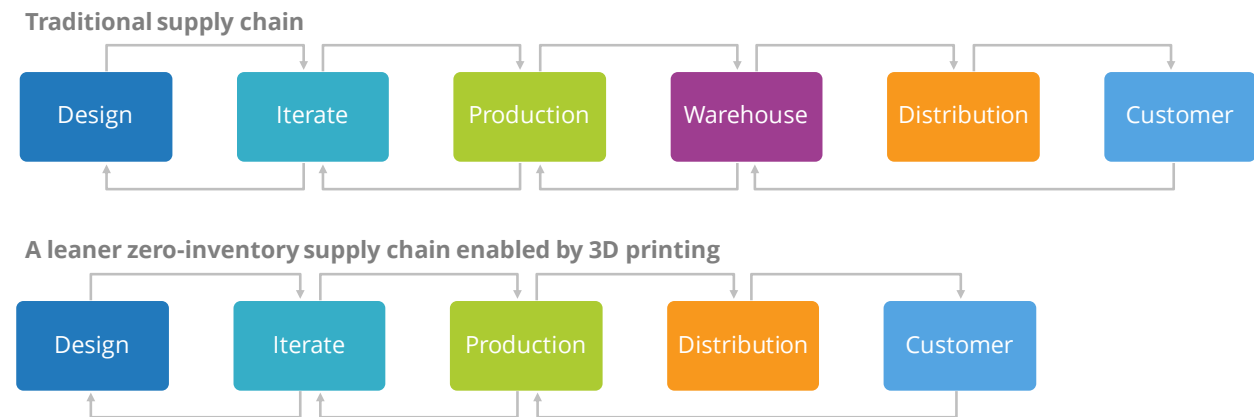 Traditional supply chain
Design
Iterate
Production
Warehouse
Distribution
Customer
A leaner zero-inventory supply chain enabled by 3D printing
Design
Iterate
Production
Distribution
Customer